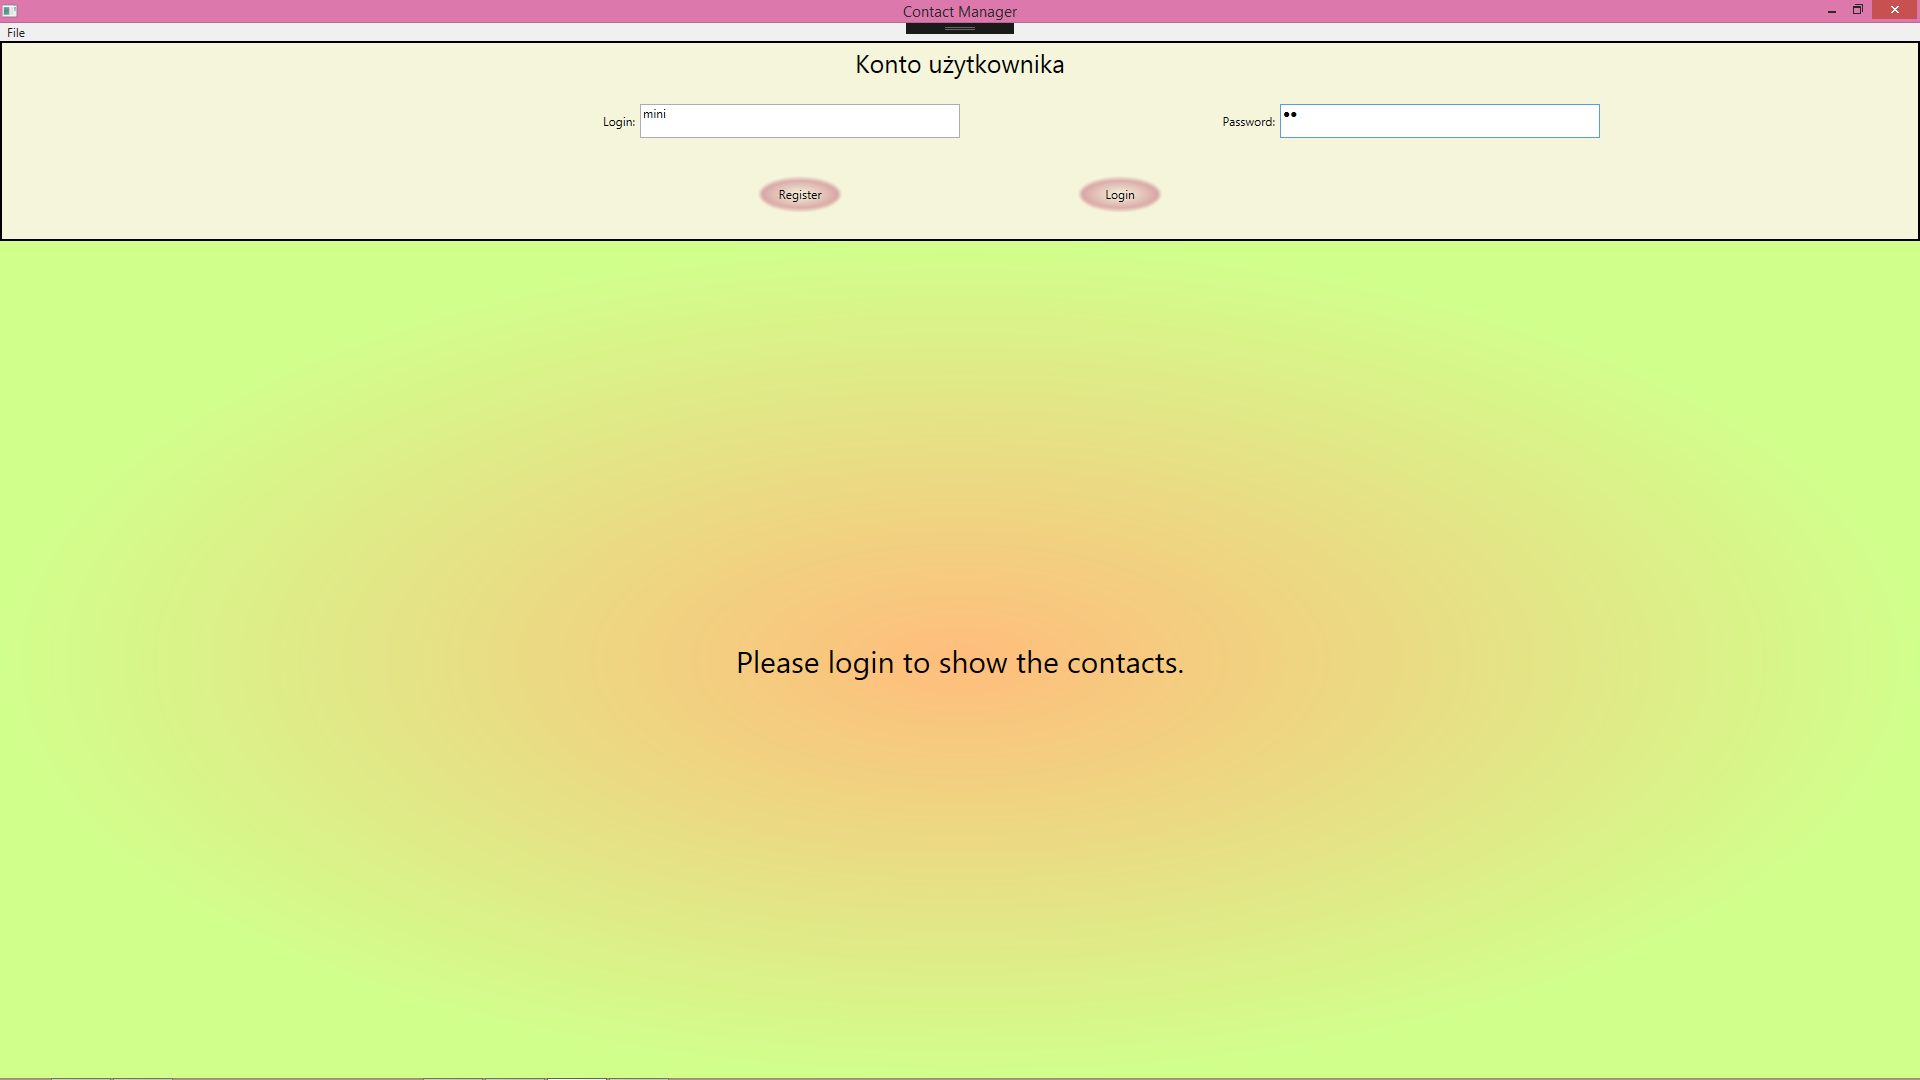 Contact Manager
File
Konto użytkownika
Login: mini Password: ●●
Register Login
Please login to show the contacts.